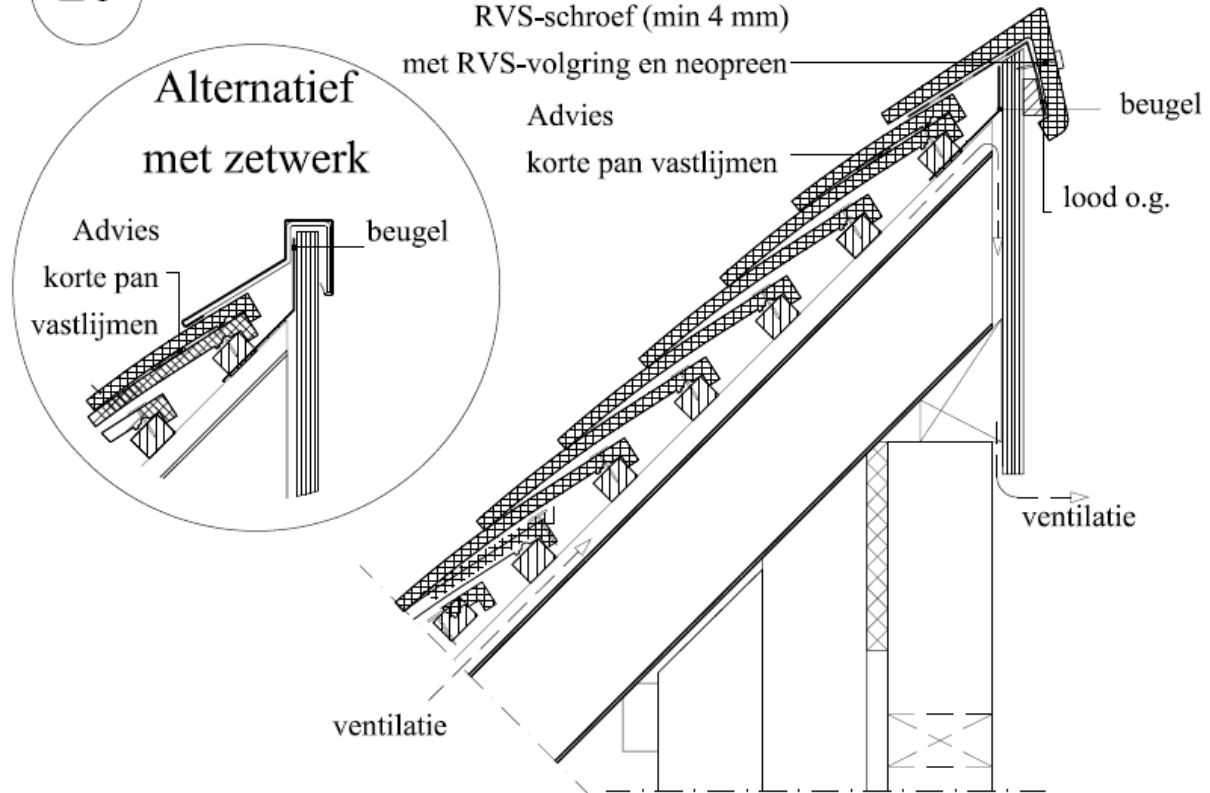 Alternatief
met zetwerk
Advies
korte pan
vastlijmen
beugel
RVS-schroef (min 4 mm)
met RVS-volgring en neopreen
Advies
korte pan vastlijmen
beugel
lood o.g.
ventilatie
ventilatie